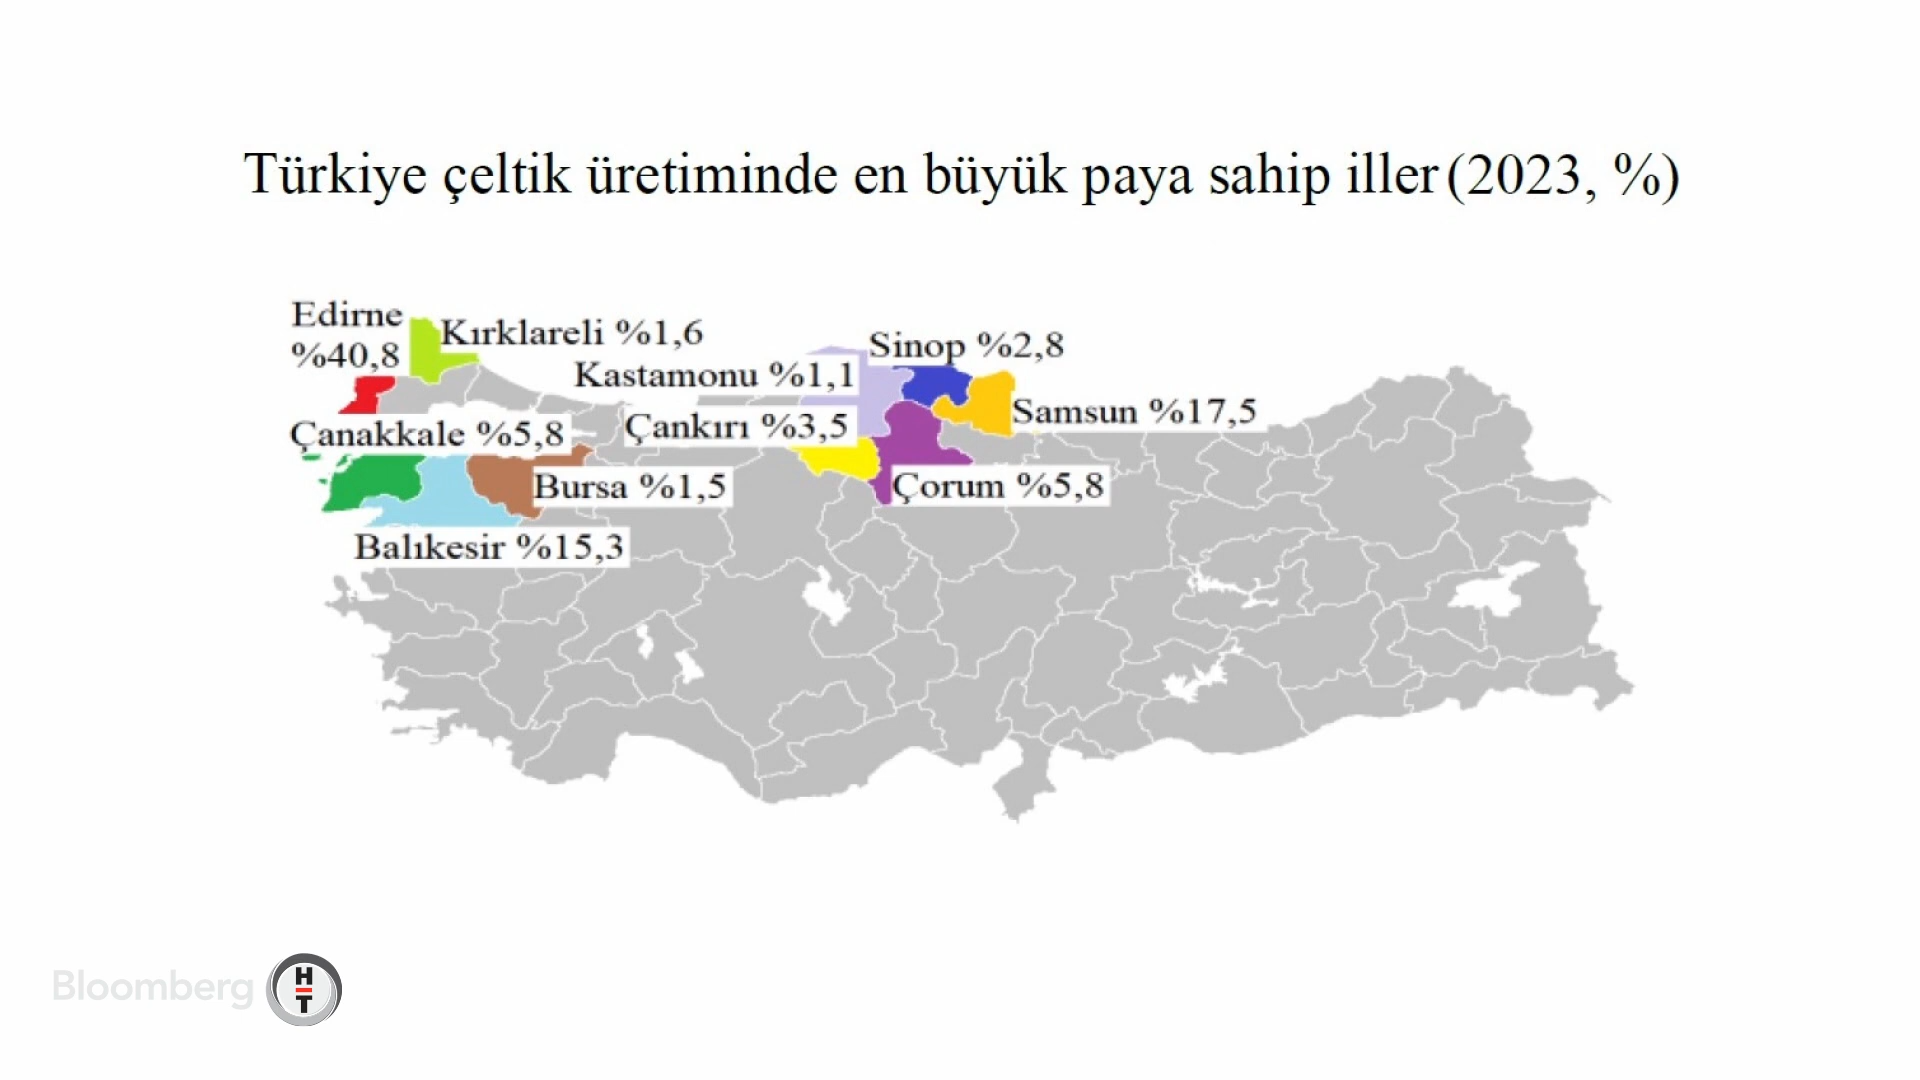 Türkiye çeltik üretiminde en büyük paya sahip iller (2023, %)
Edirne
%40,8
Kırklareli %1,6
Kastamonu %1,1
Sinop %2,8
Samsun %17,5
Çanakkale %5,8
Çankırı %3,5
Bursa %1,5
Çorum %5,8
Balıkesir %15,3
Bloomberg
H
T